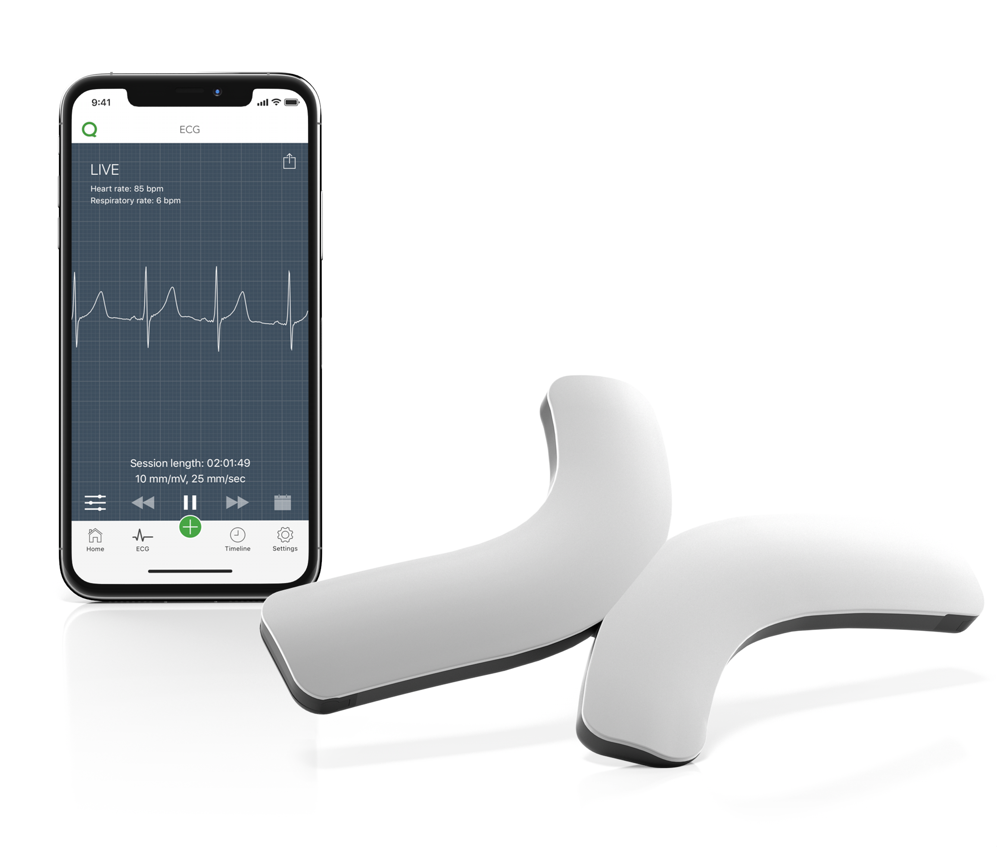 9:41
ECG
LIVE
Heart rate: 85 bpm
Respiratory rate: 6 bpm
Session length: 02:01:49
10 mm/mV, 25 mm/sec
Home
ECG
Timeline
Settings